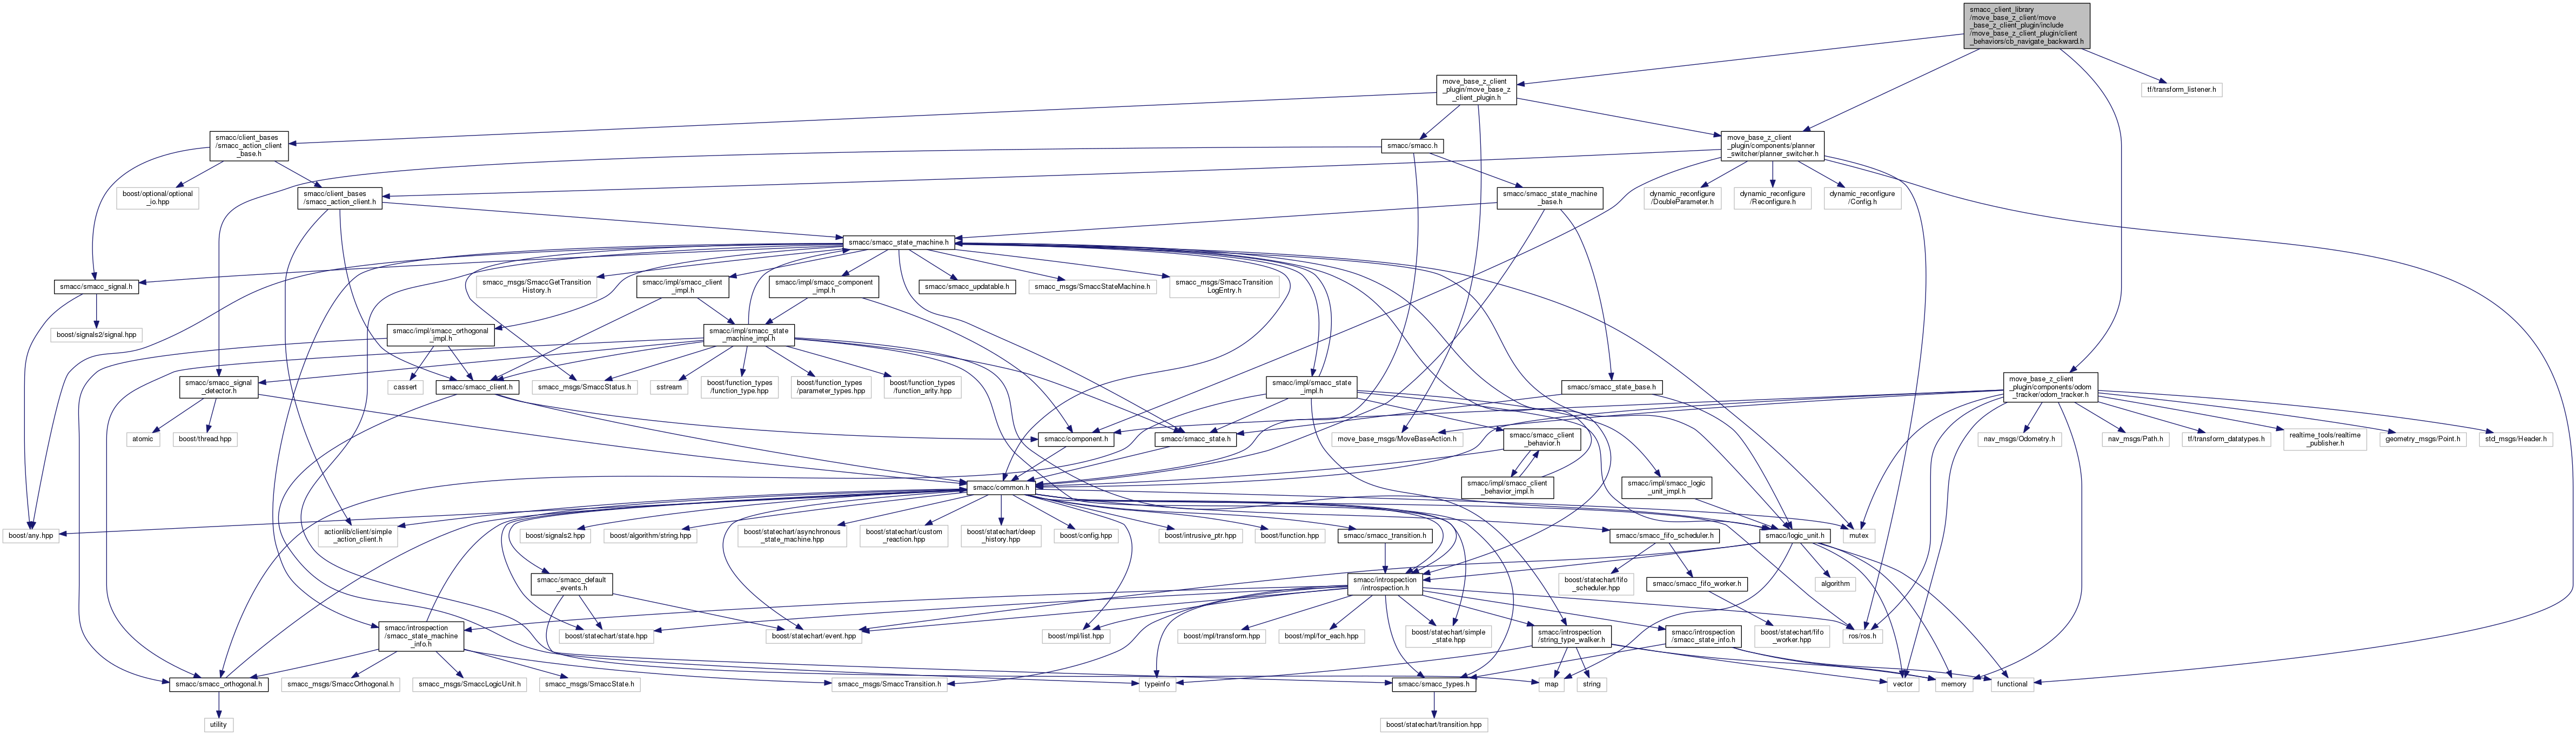 smacc_client_library
/move_base_z_client/move
_base_z_client_plugin/include
/move_base_z_client_plugin/client
_behaviors/cb_navigate_backward.h
move_base_z_client
_plugin/move_base_z
_client_plugin.h
tf/transform_listener.h
smacc/client_bases
/smacc_action_client
_base.h
smacc/smacc.h
move_base_z_client
_plugin/components/planner
_switcher/planner_switcher.h
boost/optional/optional
_io.hpp
smacc/client_bases
/smacc_action_client.h
smacc/smacc_state_machine
_base.h
dynamic_reconfigure
/DoubleParameter.h
dynamic_reconfigure
/Reconfigure.h
dynamic_reconfigure
/Config.h
smacc/smacc_state_machine.h
smacc/smacc_signal.h
smacc_msgs/SmaccGetTransition
History.h
smacc/impl/smacc_client
_impl.h
smacc/impl/smacc_component
_impl.h
smacc/smacc_updatable.h
smacc_msgs/SmaccStateMachine.h
smacc_msgs/SmaccTransition
LogEntry.h
boost/signals2/signal.hpp
smacc/impl/smacc_orthogonal
_impl.h
smacc/impl/smacc_state
_machine_impl.h
smacc/smacc_signal
_detector.h
cassert
smacc/smacc_client.h
smacc_msgs/SmaccStatus.h
sstream
boost/function_types
/function_type.hpp
boost/function_types
/parameter_types.hpp
boost/function_types
/function_arity.hpp
smacc/impl/smacc_state
_impl.h
smacc/smacc_state_base.h
move_base_z_client
_plugin/components/odom
_tracker/odom_tracker.h
atomic
boost/thread.hpp
smacc/component.h
smacc/smacc_state.h
move_base_msgs/MoveBaseAction.h
smacc/smacc_client
_behavior.h
nav_msgs/Odometry.h
nav_msgs/Path.h
tf/transform_datatypes.h
realtime_tools/realtime
_publisher.h
geometry_msgs/Point.h
std_msgs/Header.h
smacc/common.h
smacc/impl/smacc_client
_behavior_impl.h
smacc/impl/smacc_logic
_unit_impl.h
boost/any.hpp
actionlib/client/simple
_action_client.h
boost/signals2.hpp
boost/algorithm/string.hpp
boost/statechart/asynchronous
_state_machine.hpp
boost/statechart/custom
_reaction.hpp
boost/statechart/deep
_history.hpp
boost/config.hpp
boost/intrusive_ptr.hpp
boost/function.hpp
smacc/smacc_transition.h
smacc/smacc_fifo_scheduler.h
smacc/logic_unit.h
mutex
smacc/smacc_default
_events.h
smacc/introspection
/introspection.h
boost/statechart/fifo
_scheduler.hpp
smacc/smacc_fifo_worker.h
algorithm
smacc/introspection
/smacc_state_machine
_info.h
boost/statechart/state.hpp
boost/statechart/event.hpp
boost/mpl/list.hpp
boost/mpl/transform.hpp
boost/mpl/for_each.hpp
boost/statechart/simple
_state.hpp
smacc/introspection
/string_type_walker.h
smacc/introspection
/smacc_state_info.h
boost/statechart/fifo
_worker.hpp
ros/ros.h
smacc/smacc_orthogonal.h
smacc_msgs/SmaccOrthogonal.h
smacc_msgs/SmaccLogicUnit.h
smacc_msgs/SmaccState.h
smacc_msgs/SmaccTransition.h
typeinfo
smacc/smacc_types.h
map
string
vector
memory
functional
utility
boost/statechart/transition.hpp